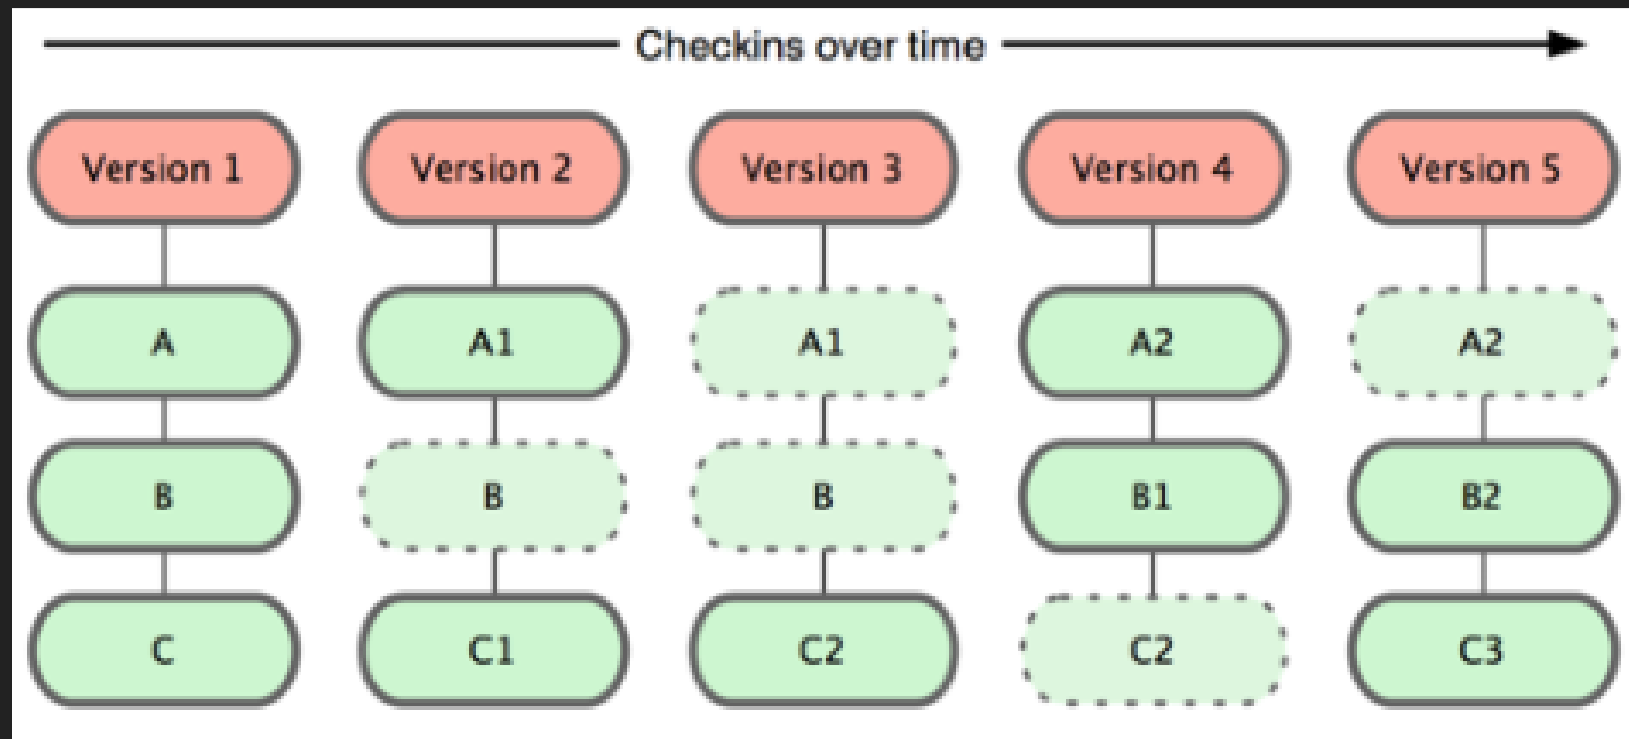 Checkins over time
Version 1 Version 2 Version 3 Version 4 Version 5
A A1 A1 A2 A2
B B B B1 B2
C C1 C2 C2 C3